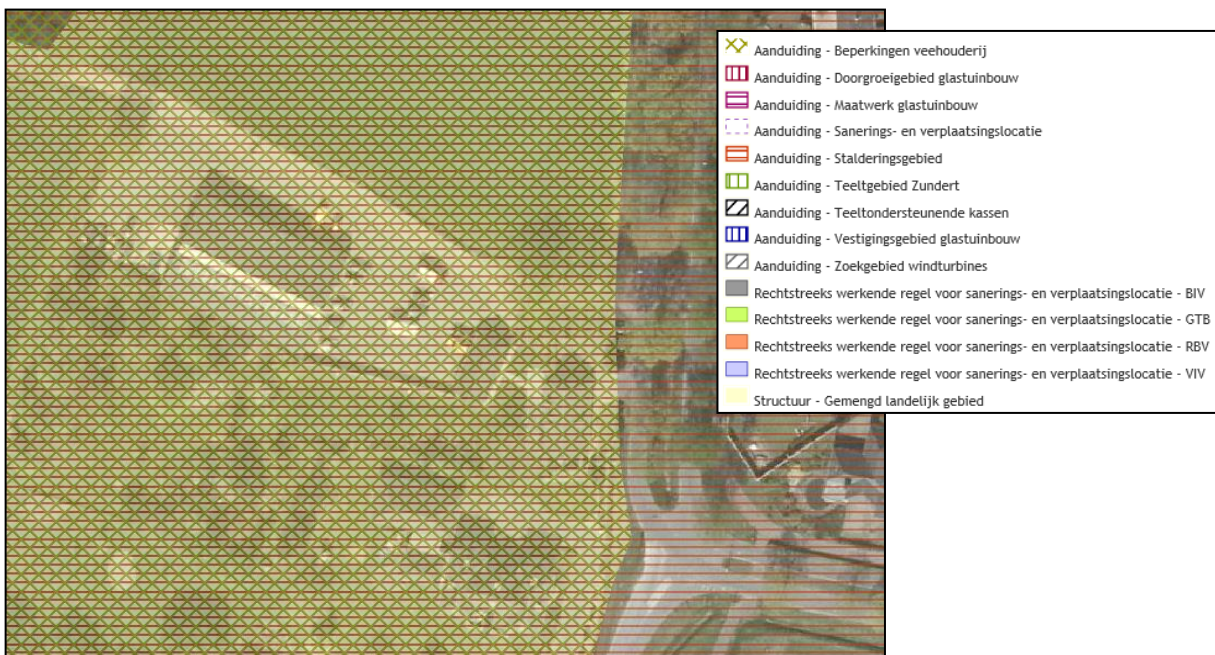 Aanduiding - Beperkingen veehouderij
Aanduiding - Doorgroeigebied glastuinbouw
Aanduiding - Maatwerk glastuinbouw
Aanduiding - Sanerings- en verplaatsingslocatie
Aanduiding - Stalderingsgebied
Aanduiding - Teeltgebied Zundert
Aanduiding - Teeltondersteunende kassen
Aanduiding - Vestigingsgebied glastuinbouw
Aanduiding - Zoekgebied windturbines
Rechtstreeks werkende regel voor sanerings- en verplaatsingslocatie - BIV
Rechtstreeks werkende regel voor sanerings- en verplaatsingslocatie - GTB
Rechtstreeks werkende regel voor sanerings- en verplaatsingslocatie - RBV
Rechtstreeks werkende regel voor sanerings- en verplaatsingslocatie - VIV
Structuur - Gemengd landelijk gebied